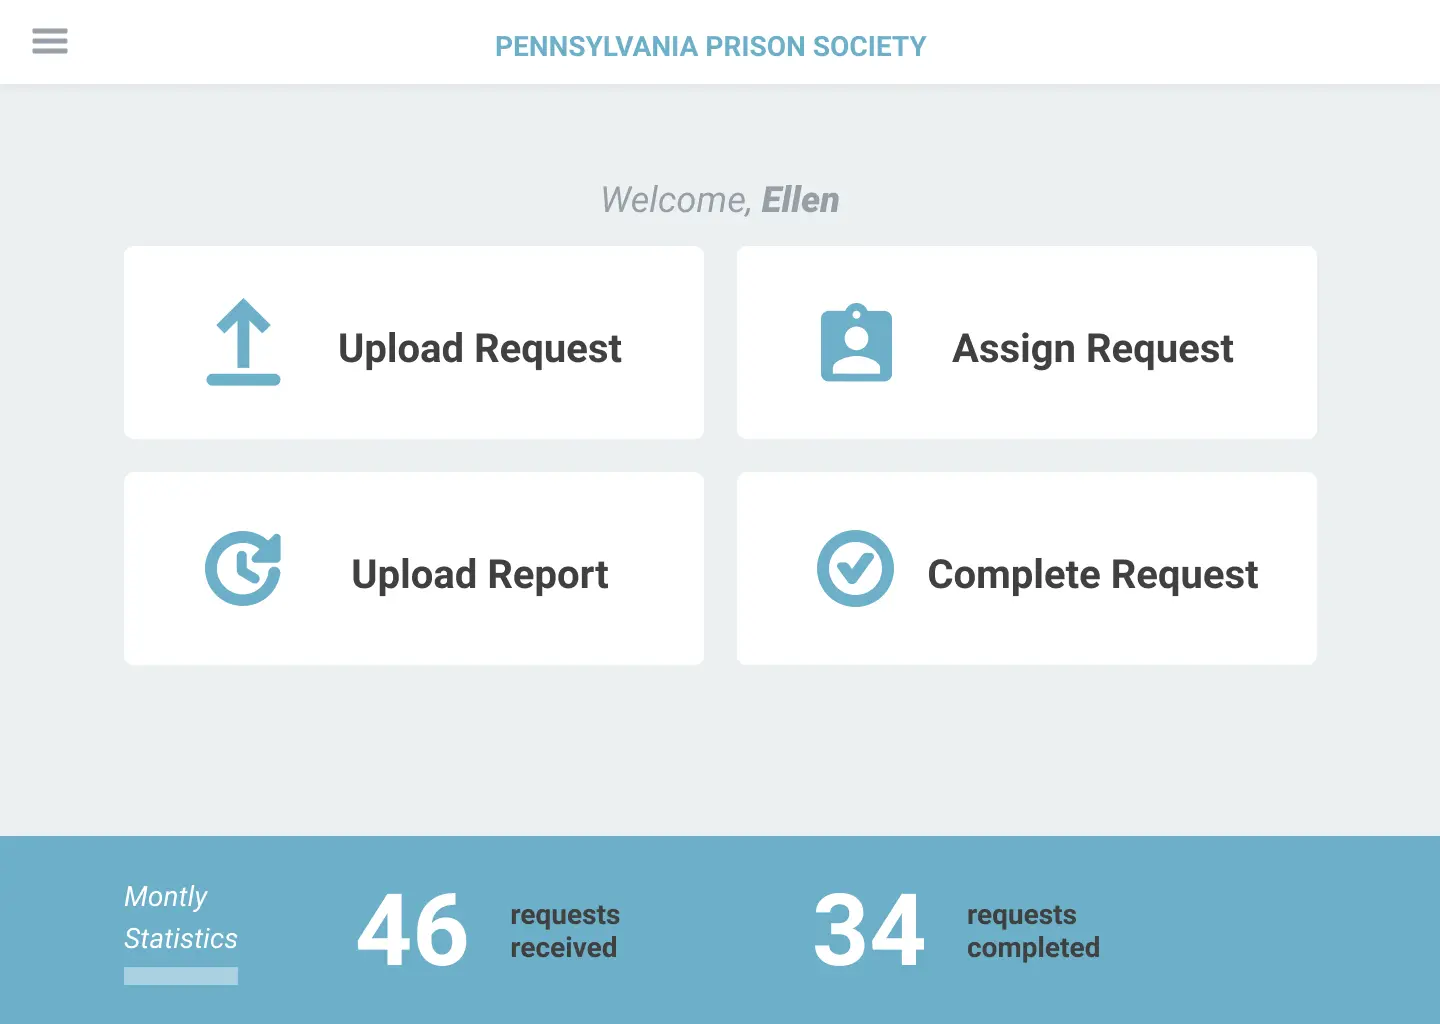 PENNSYLVANIA PRISON SOCIETY
Welcome, Ellen
Upload Request
Assign Request
Upload Report
Complete Request
Montly
Statistics
46
requests
received
34
requests
completed